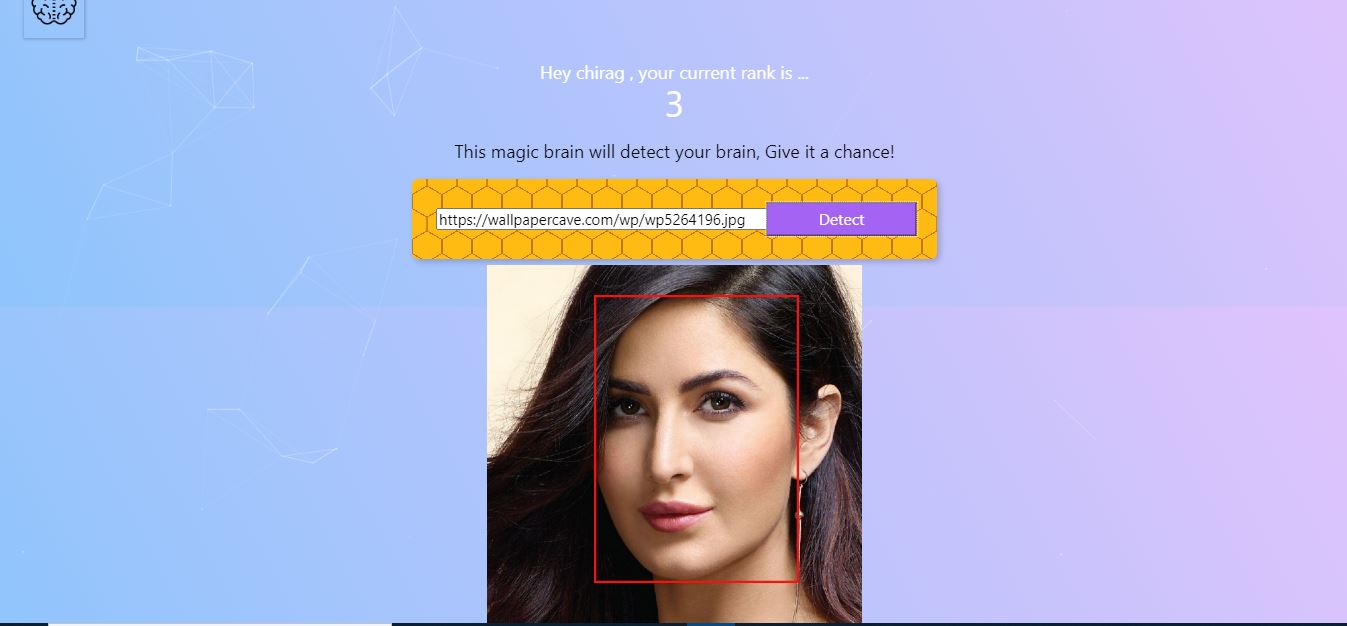 Hey chirag , your current rank is ...
3
This magic brain will detect your brain, Give it a chance!
https://wallpapercave.com/wp/wp5264196.jpg Detect